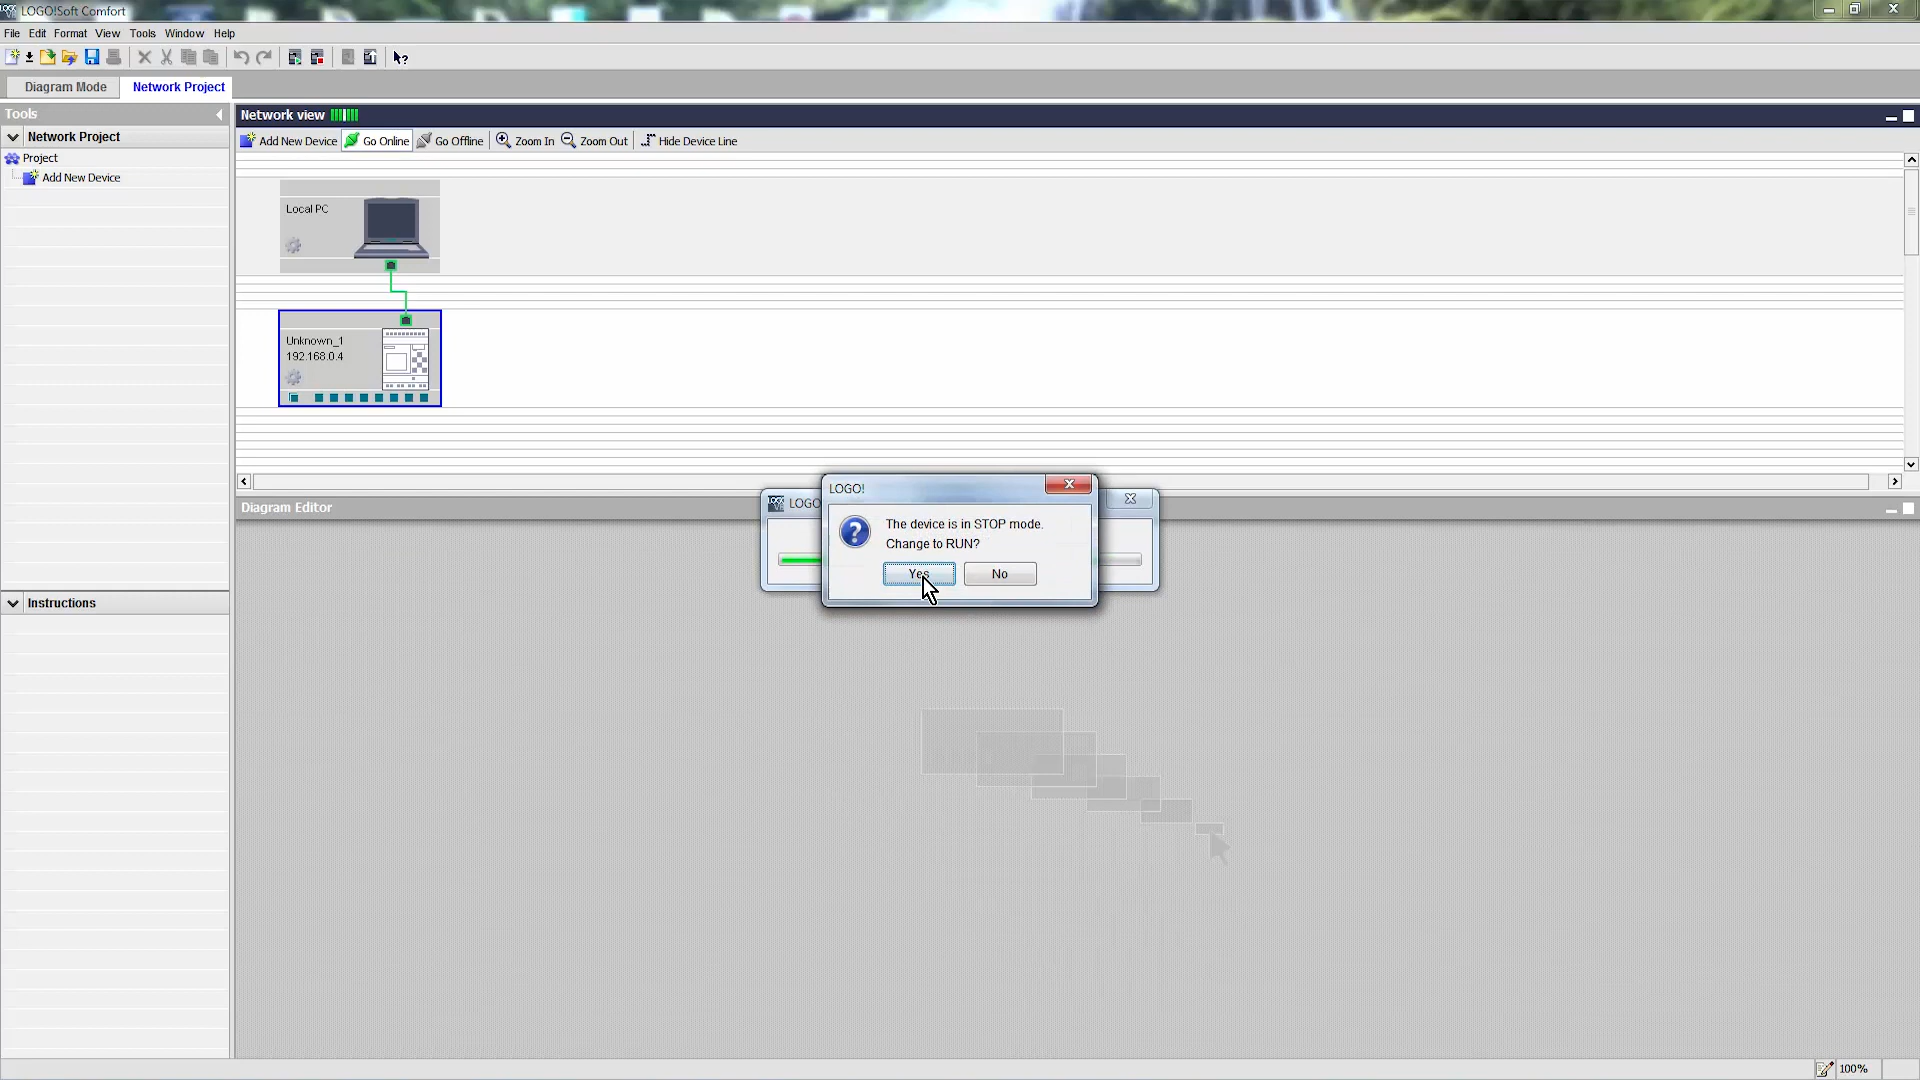 LOGO!Soft Comfort
File Edit Format View Tools Window Help
Diagram Mode Network Project
Tools
Network Project
Project
Add New Device
Instructions
Network view
Add New Device Go Online Go Offline Zoom In Zoom Out Hide Device Line
Local PC
Unknown_1
192.168.0.4
Diagram Editor
LOGO
LOGO!
The device is in STOP mode.
Change to RUN?
Yes No
100%